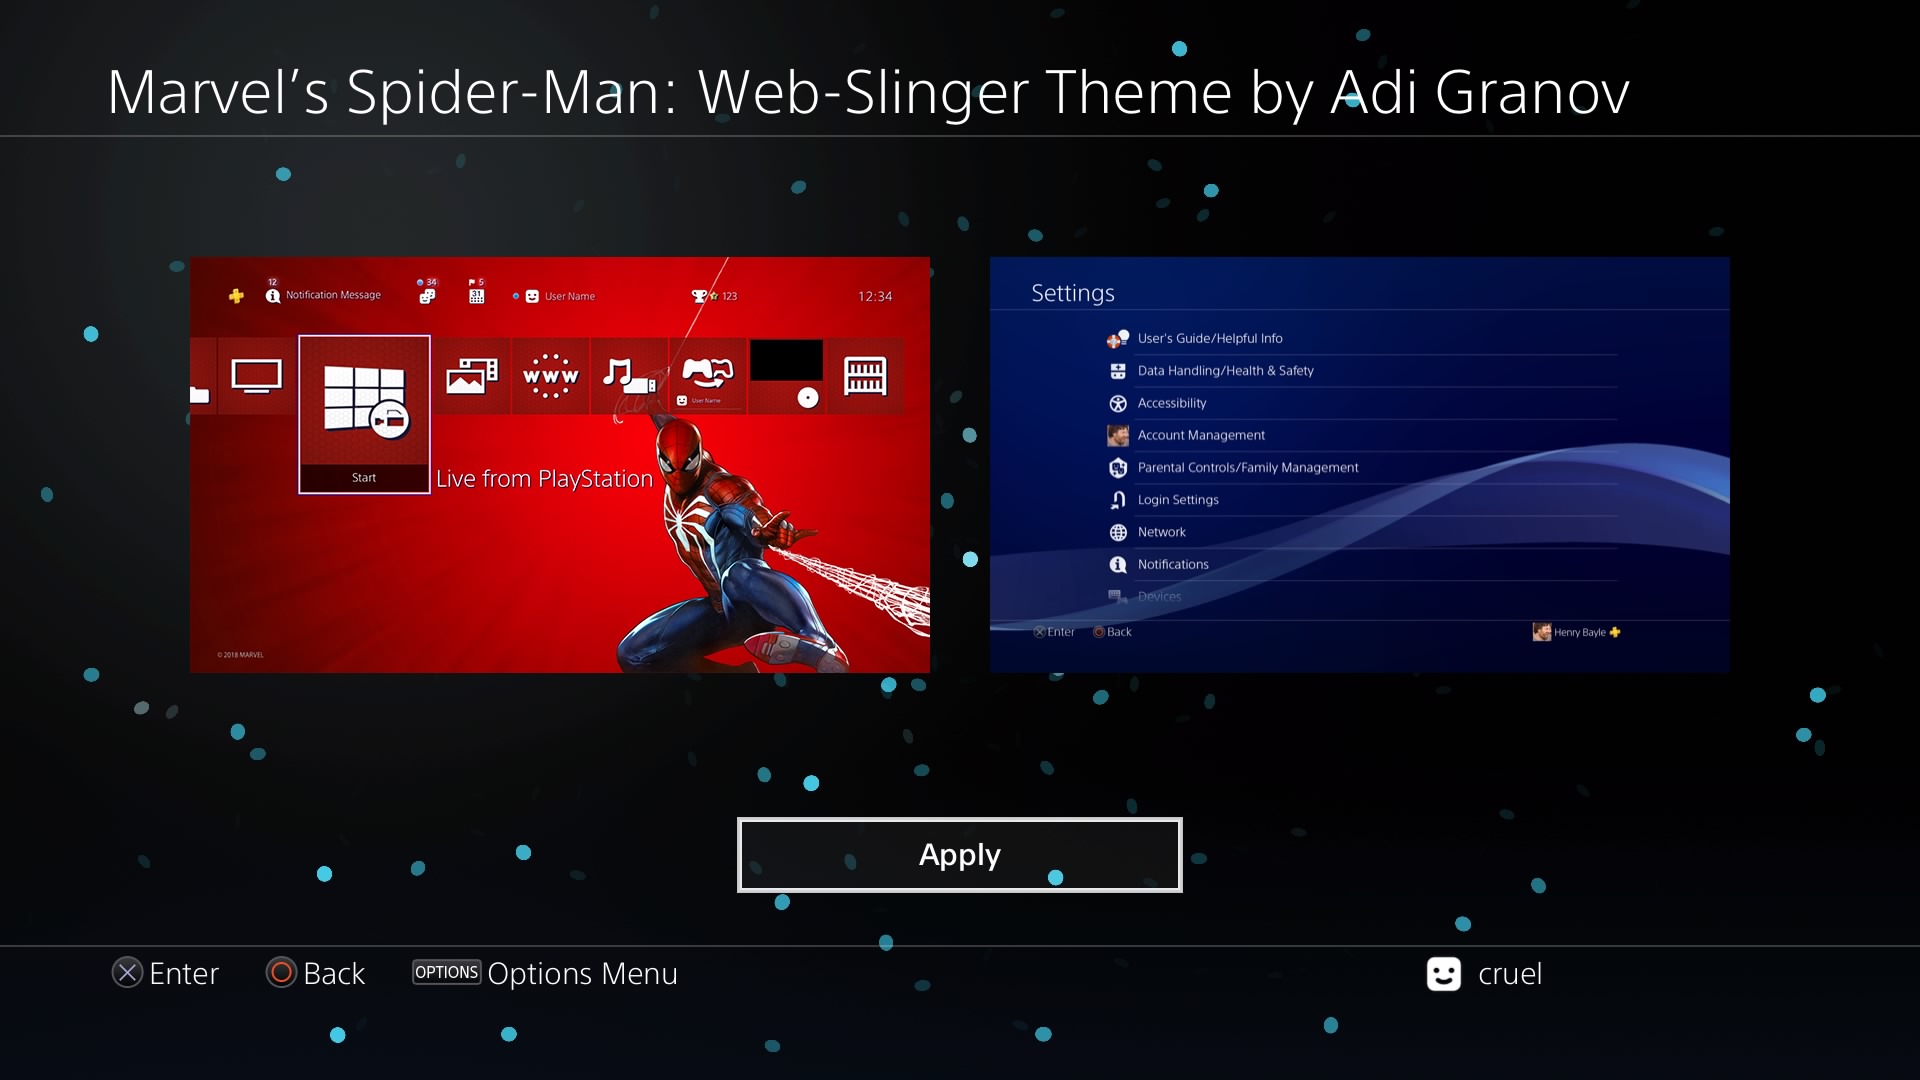 Marvel’s Spider-Man: Web-Slinger Theme by Adi Granov
12
Notification Message
34
5
31
User Name
123
12:34
www
User Name
Start
Live from PlayStation
© 2018 MARVEL
Settings
User's Guide/Helpful Info
Data Handling/Health & Safety
Accessibility
Account Management
Parental Controls/Family Management
Login Settings
Network
Notifications
Devices
Enter
Back
Henry Bayle
Apply
Enter
Back
OPTIONS Options Menu
cruel